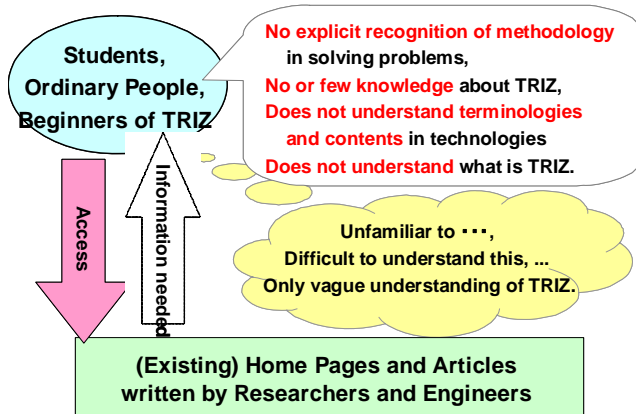 Students,
Ordinary People,
Beginners of TRIZ
No explicit recognition of methodology
in solving problems,
No or few knowledge about TRIZ,
Does not understand terminologies
and contents in technologies
Does not understand what is TRIZ.
Access
Information needed
Unfamiliar to ･･･,
Difficult to understand this, ...
Only vague understanding of TRIZ.
(Existing) Home Pages and Articles
written by Researchers and Engineers